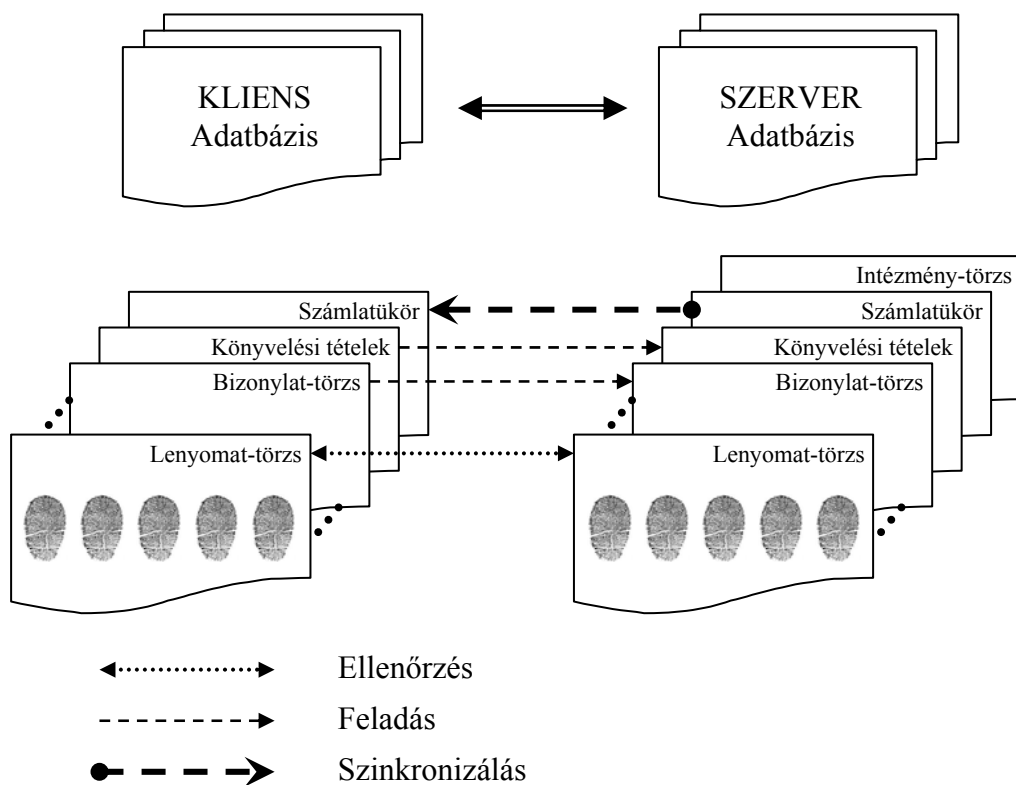 KLIENS
Adatbázis
SZERVER
Adatbázis
Számlatükör
Könyvelési tételek
Bizonylat-törzs
Lenyomat-törzs
Intézmény-törzs
Számlatükör
Könyvelési tételek
Bizonylat-törzs
Lenyomat-törzs
Ellenőrzés
Feladás
Szinkronizálás